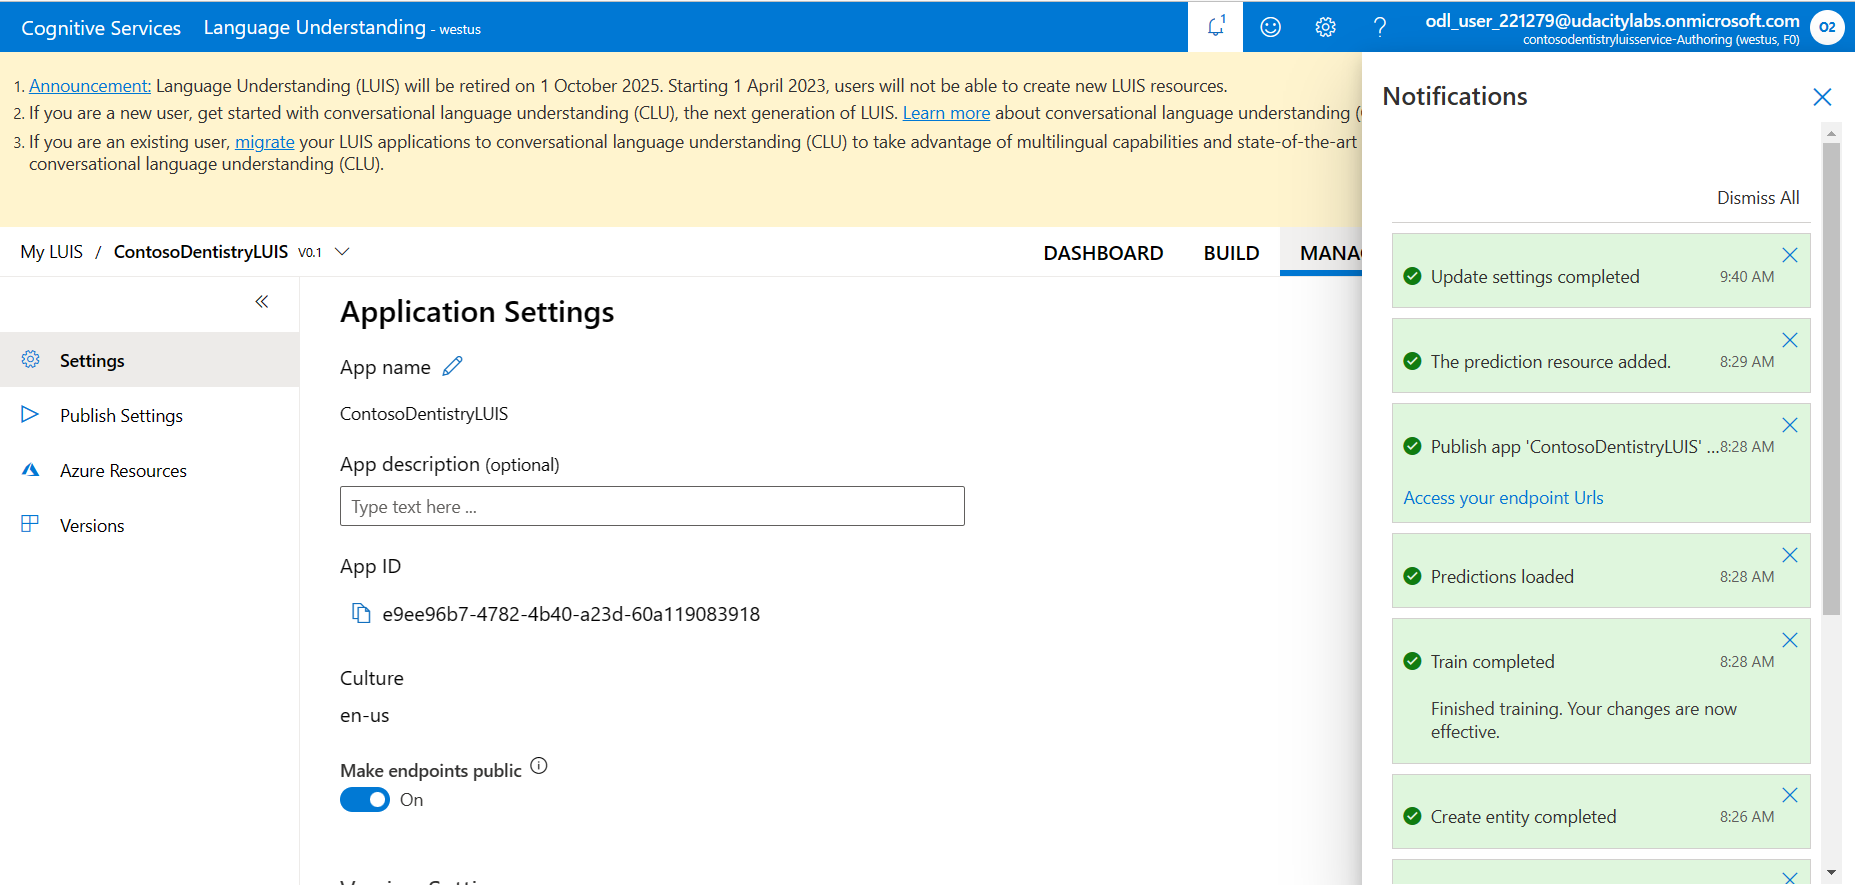 Cognitive Services Language Understanding - westus
1
odl_user_221279@udacitylabs.onmicrosoft.com
contosodentistryluisservice-Authoring (westus, F0)
O2
1. Announcement: Language Understanding (LUIS) will be retired on 1 October 2025. Starting 1 April 2023, users will not be able to create new LUIS resources.
2. If you are a new user, get started with conversational language understanding (CLU), the next generation of LUIS. Learn more about conversational language understanding (
3. If you are an existing user, migrate your LUIS applications to conversational language understanding (CLU) to take advantage of multilingual capabilities and state-of-the-art
conversational language understanding (CLU).
My LUIS / ContosoDentistryLUIS V0.1
DASHBOARD BUILD MANA
Settings
Publish Settings
Azure Resources
Versions
Application Settings
App name
ContosoDentistryLUIS
App description (optional)
Type text here ...
App ID
e9ee96b7-4782-4b40-a23d-60a119083918
Culture
en-us
Make endpoints public
On
Notifications
Dismiss All
Update settings completed 9:40 AM
The prediction resource added. 8:29 AM
Publish app 'ContosoDentistryLUIS' ... 8:28 AM
Access your endpoint Urls
Predictions loaded 8:28 AM
Train completed 8:28 AM
Finished training. Your changes are now
effective.
Create entity completed 8:26 AM